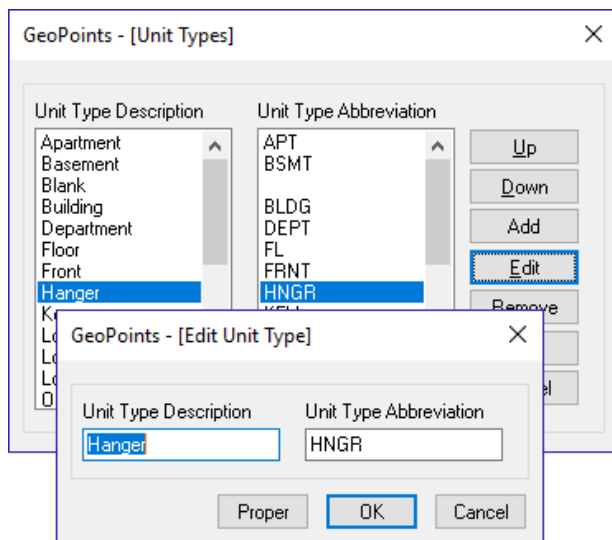 GeoPoints - [Unit Types]
Unit Type Description
Unit Type Abbreviation
Apartment
Basement
Blank
Building
Department
Floor
Front
Hanger
APT
BSMT
BLDG
DEPT
FL
FRNT
HNGR
Up
Down
Add
Edit
Remove
GeoPoints - [Edit Unit Type]
Unit Type Description
Unit Type Abbreviation
Hanger
HNGR
Proper
OK
Cancel